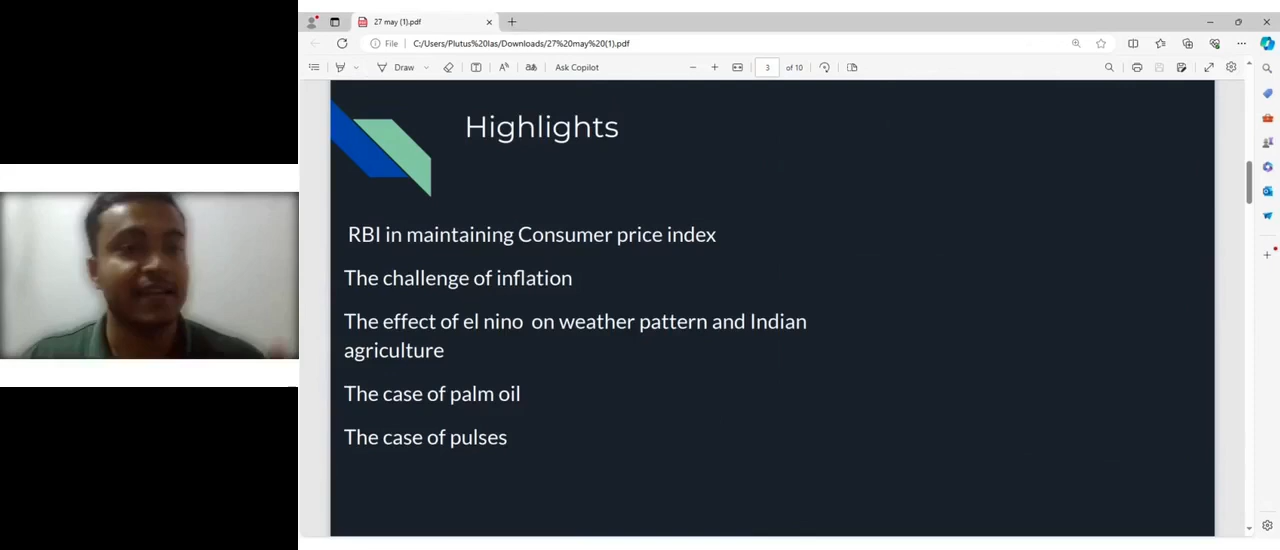 27 may (1).pdf
File
C:/Users/Plutus%20Ias/Downloads/27%20may%20(1).pdf
Draw
Ask Copilot
3 of 10
Highlights
RBI in maintaining Consumer price index
The challenge of inflation
The effect of el nino on weather pattern and Indian
agriculture
The case of palm oil
The case of pulses